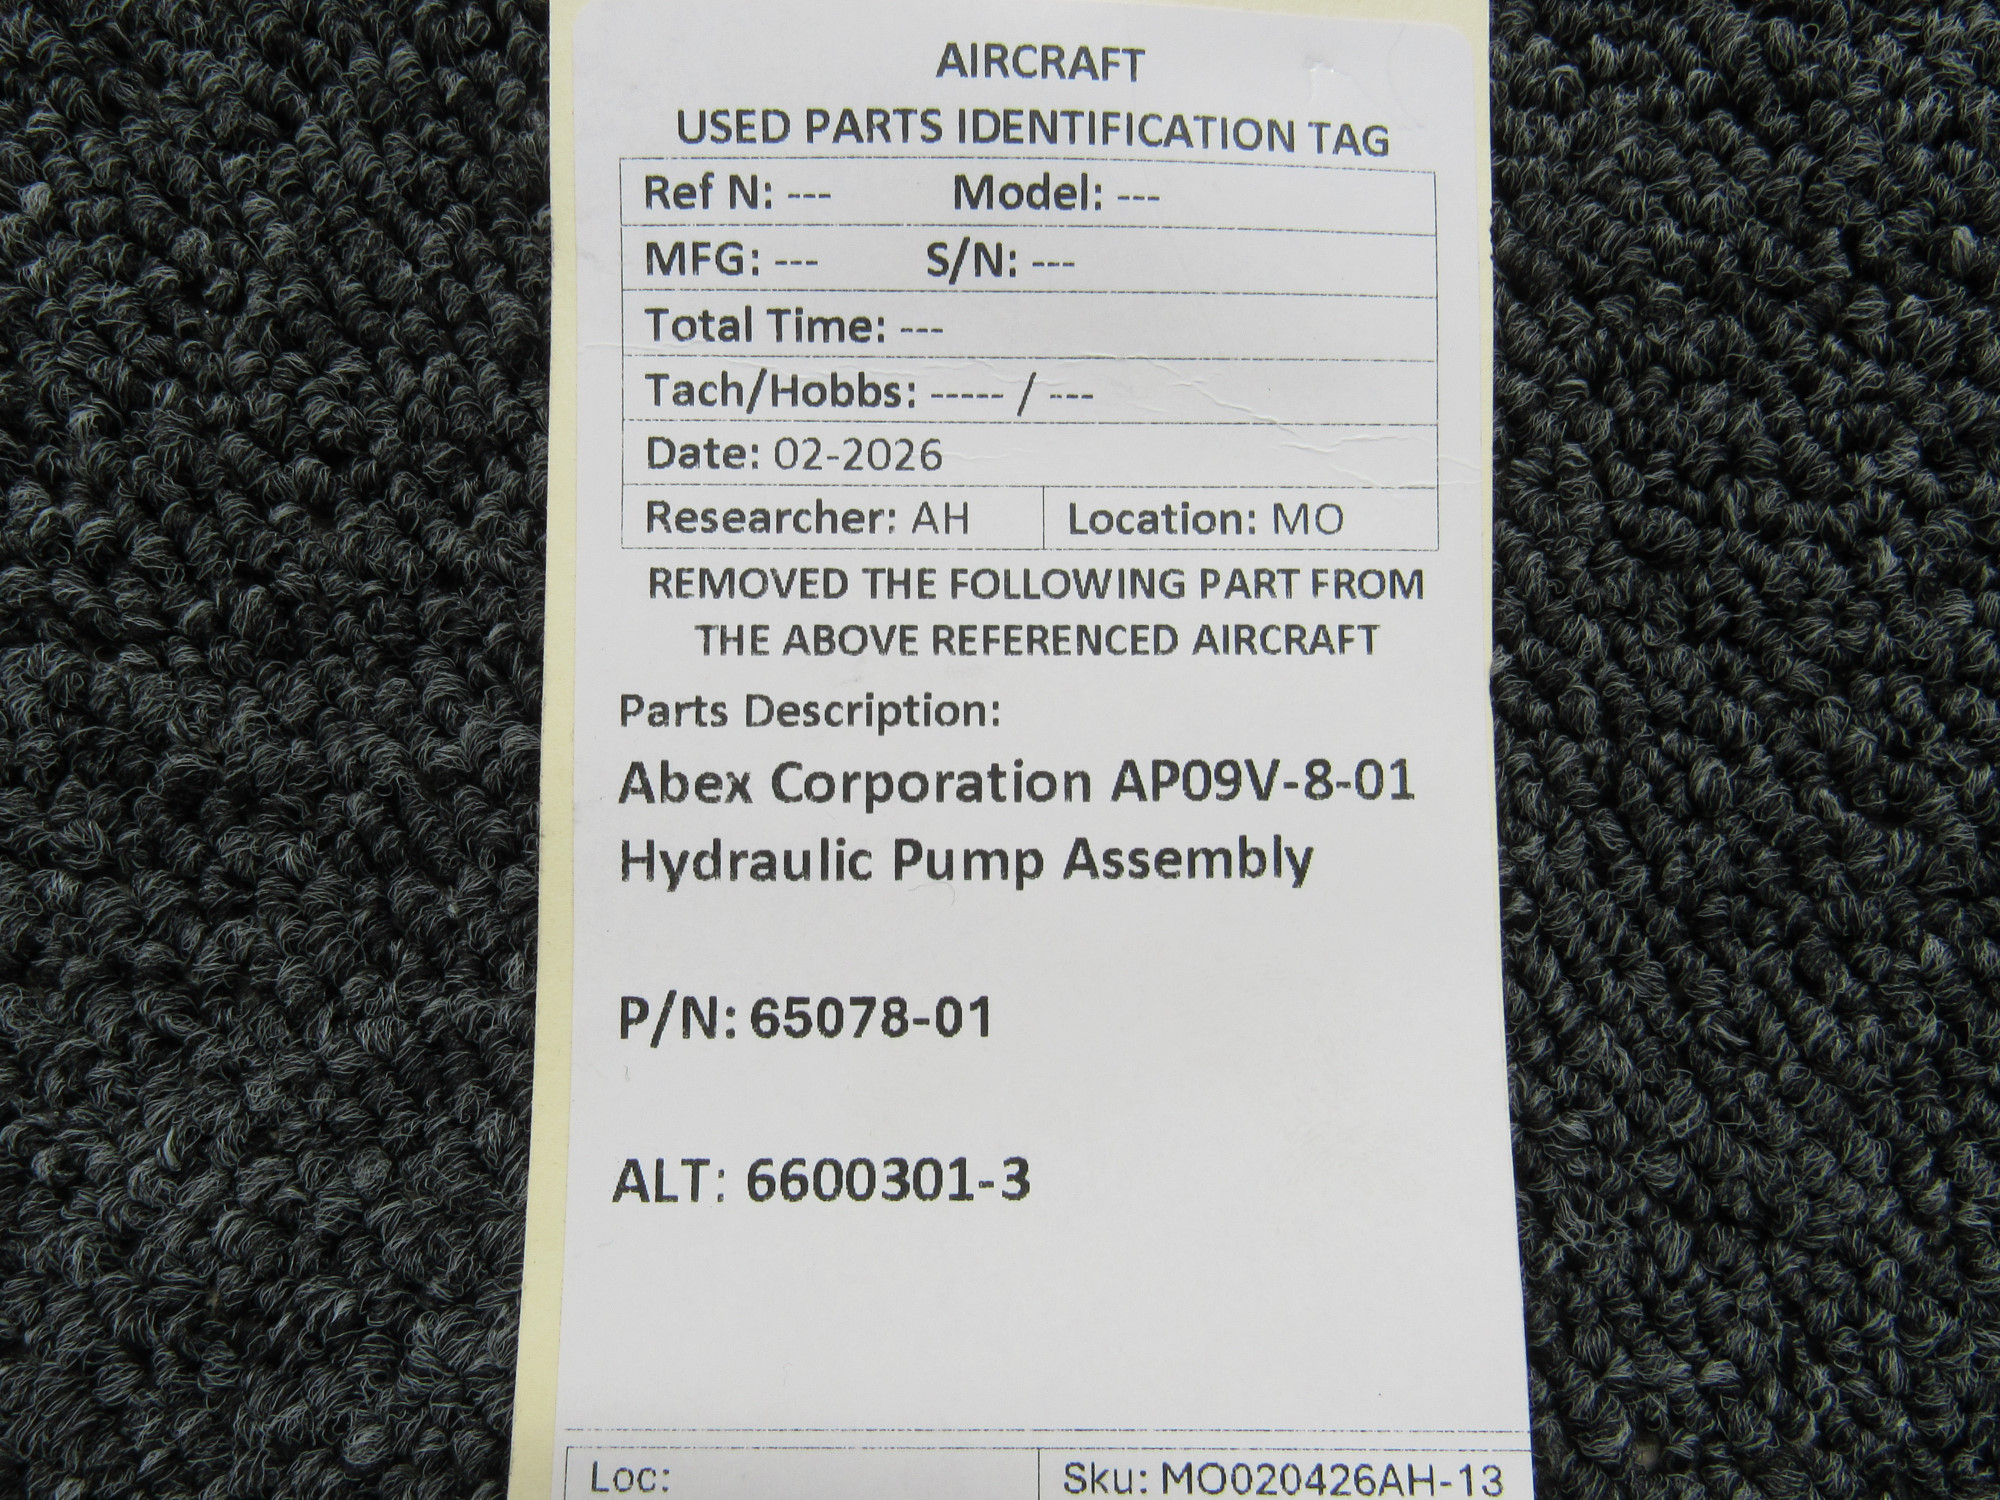 AIRCRAFT
USED PARTS IDENTIFICATION TAG
Ref N: --- Model: ---
MFG: --- S/N: ---
Total Time: ---
Tach/Hobbs: ----- / ---
Date: 02-2026
Researcher: AH Location: MO
REMOVED THE FOLLOWING PART FROM
THE ABOVE REFERENCED AIRCRAFT
Parts Description:
Abex Corporation AP09V-8-01
Hydraulic Pump Assembly
P/N: 65078-01
ALT: 6600301-3
Loc: Sku: MO020426AH-13